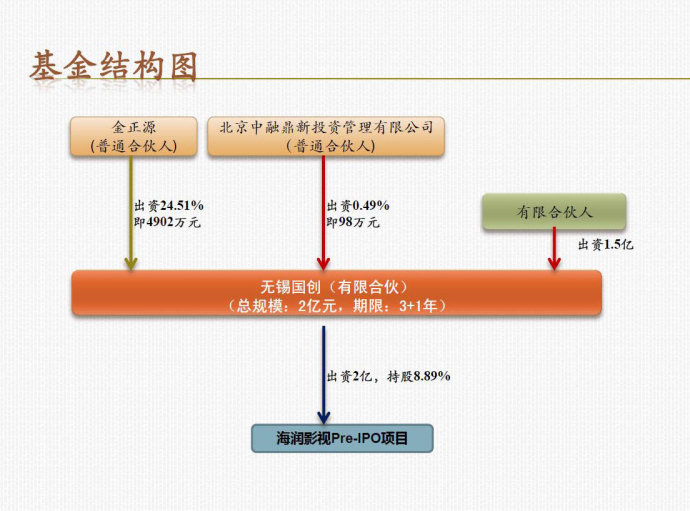 基金结构图
金正源
(普通合伙人)
北京中融鼎新投资管理有限公司
(普通合伙人)
出资24.51%
即4902万元
出资0.49%
即98万元
有限合伙人
出资1.5亿
无锡国创（有限合伙）
（总规模：2亿元，期限：3+1年）
出资2亿，持股8.89%
海润影视Pre-IPO项目